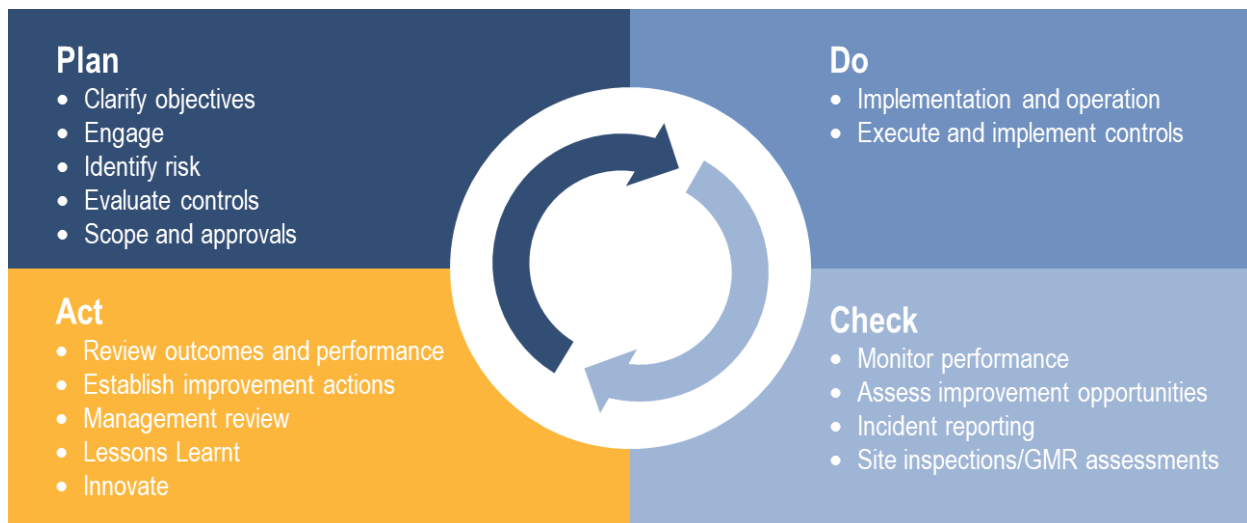 Plan
• Clarify objectives
• Engage
• Identify risk
• Evaluate controls
• Scope and approvals
Do
• Implementation and operation
• Execute and implement controls
Check
• Monitor performance
• Assess improvement opportunities
• Incident reporting
• Site inspections/GMR assessments
Act
• Review outcomes and performance
• Establish improvement actions
• Management review
• Lessons Learnt
• Innovate